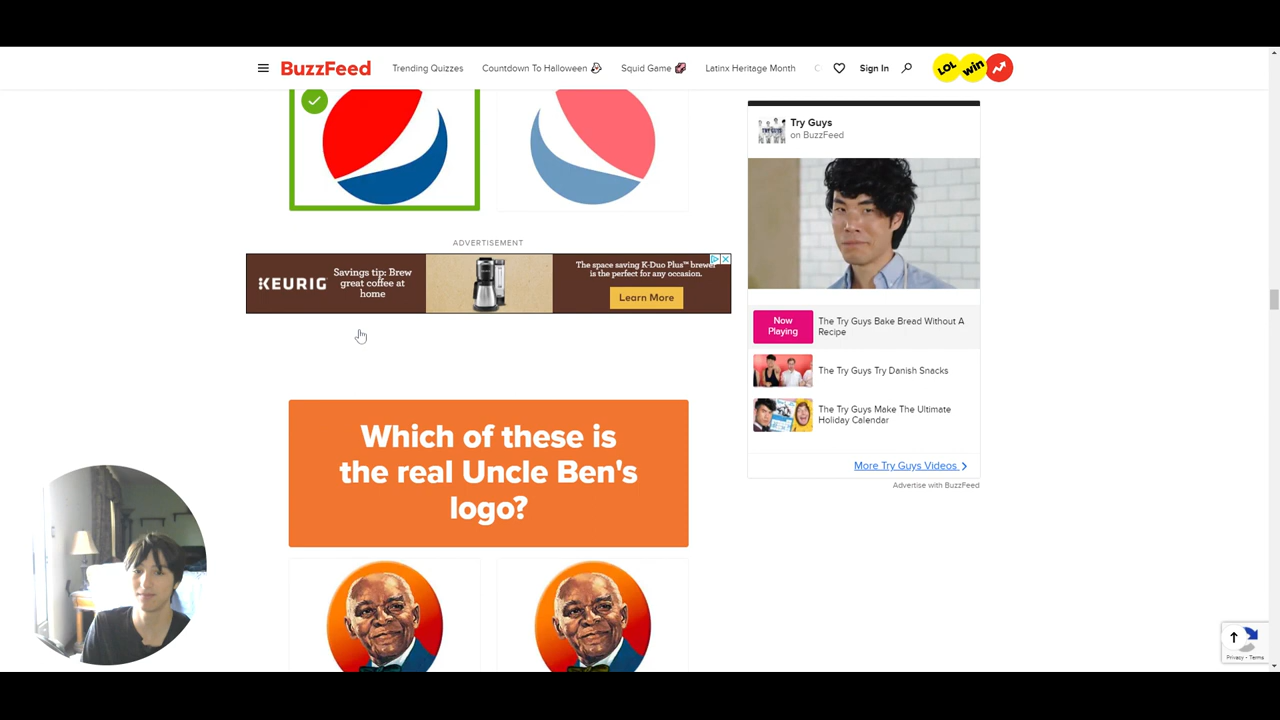 BuzzFeed
Trending Quizzes
Countdown To Halloween
Squid Game
Latinx Heritage Month
Sign In
LOL
win
Try Guys
on BuzzFeed
ADVERTISEMENT
KEURIG
Savings tip: Brew
great coffee at
home
The space saving K-Duo Plus™ brewer
is the perfect for any occasion.
Learn More
Now
Playing
The Try Guys Bake Bread Without A
Recipe
The Try Guys Try Danish Snacks
The Try Guys Make The Ultimate
Holiday Calendar
More Try Guys Videos
Advertise with BuzzFeed
Which of these is
the real Uncle Ben's
logo?
Privacy - Terms